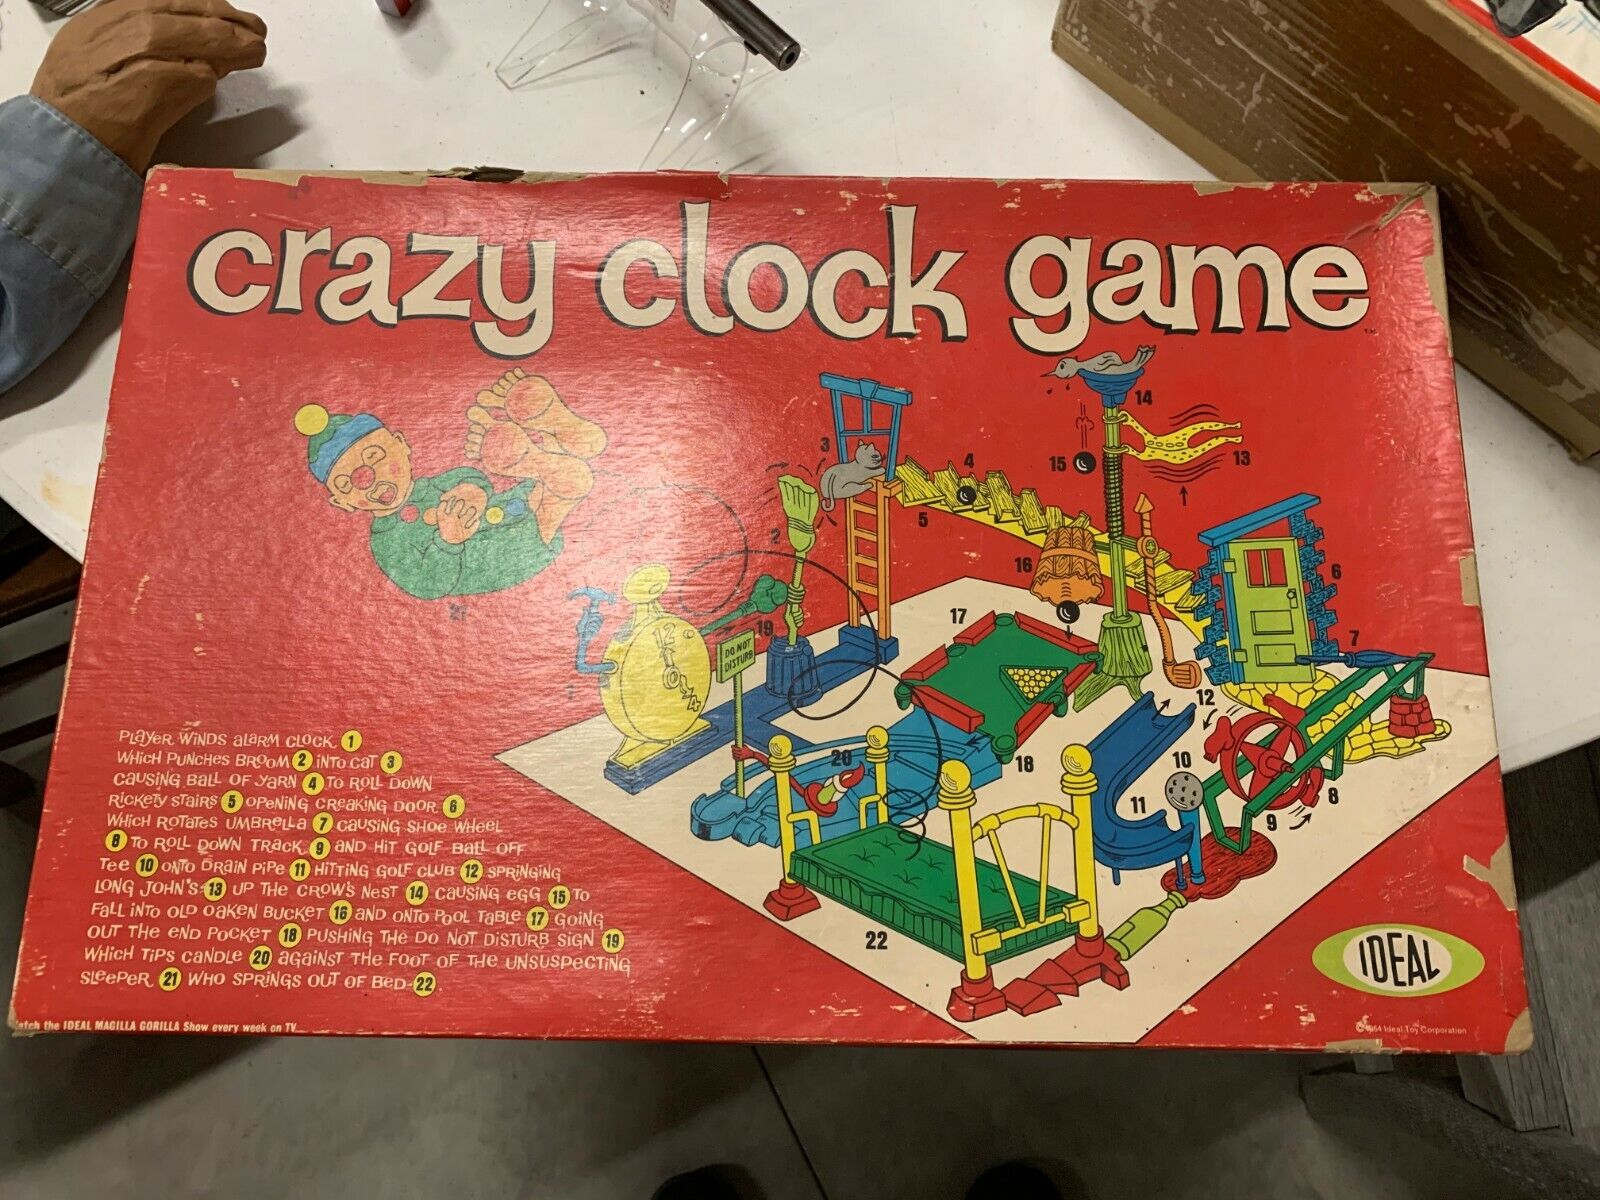 crazy clock game
T.M.
PLAYER WINDS ALARM CLOCK 1
WHICH PUNCHES BROOM 2 INTO CAT 3
CAUSING BALL OF YARN 4 TO ROLL DOWN
RICKETY STAIRS 5 OPENING CREAKING DOOR 6
WHICH ROTATES UMBRELLA 7 CAUSING SHOE WHEEL
8 TO ROLL DOWN TRACK 9 AND HIT GOLF BALL OFF
TEE 10 ONTO DRAIN PIPE 11 HITTING GOLF CLUB 12 SPRINGING
LONG JOHN'S 13 UP THE CROW'S NEST 14 CAUSING EGG 15 TO
FALL INTO OLD OAKEN BUCKET 16 AND ONTO POOL TABLE 17 GOING
OUT THE END POCKET 18 PUSHING THE DO NOT DISTURB SIGN 19
WHICH TIPS CANDLE 20 AGAINST THE FOOT OF THE UNSUSPECTING
SLEEPER 21 WHO SPRINGS OUT OF BED 22
atch the IDEAL MAGILLA GORILLA Show every week on TV
21
1
2
3
4
5
14
13
15
16
6
7
17
19
DO NOT
DISTURB
12
20
18
10
11
8
9
22
IDEAL
©1964 Ideal Toy Corporation